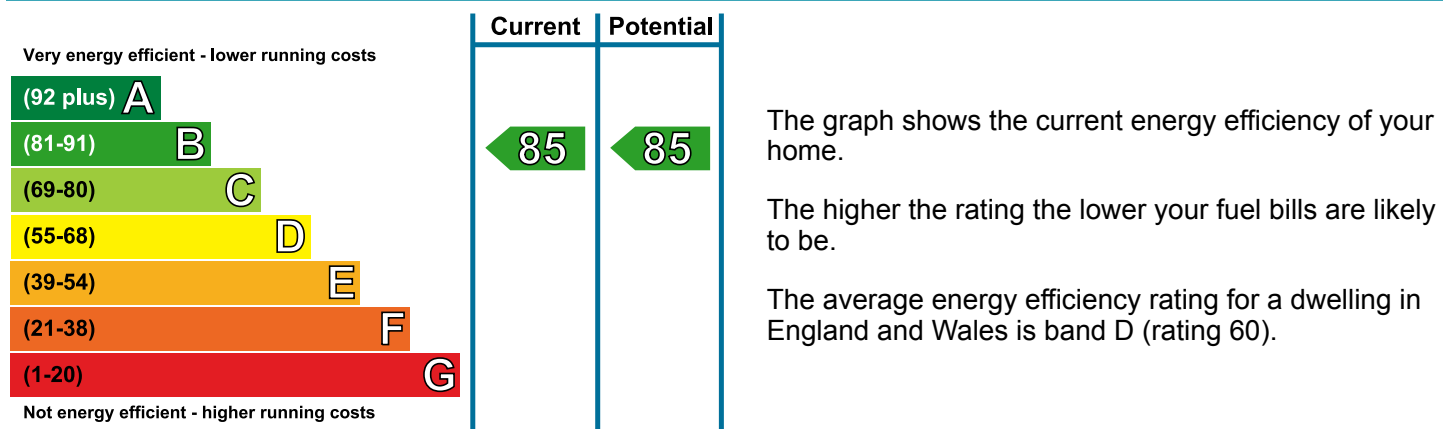 Current Potential
Very energy efficient - lower running costs
(92 plus) A
(81-91) B
85 85
(69-80) C
(55-68) D
(39-54) E
(21-38) F
(1-20) G
Not energy efficient - higher running costs
The graph shows the current energy efficiency of your
home.
The higher the rating the lower your fuel bills are likely
to be.
The average energy efficiency rating for a dwelling in
England and Wales is band D (rating 60).